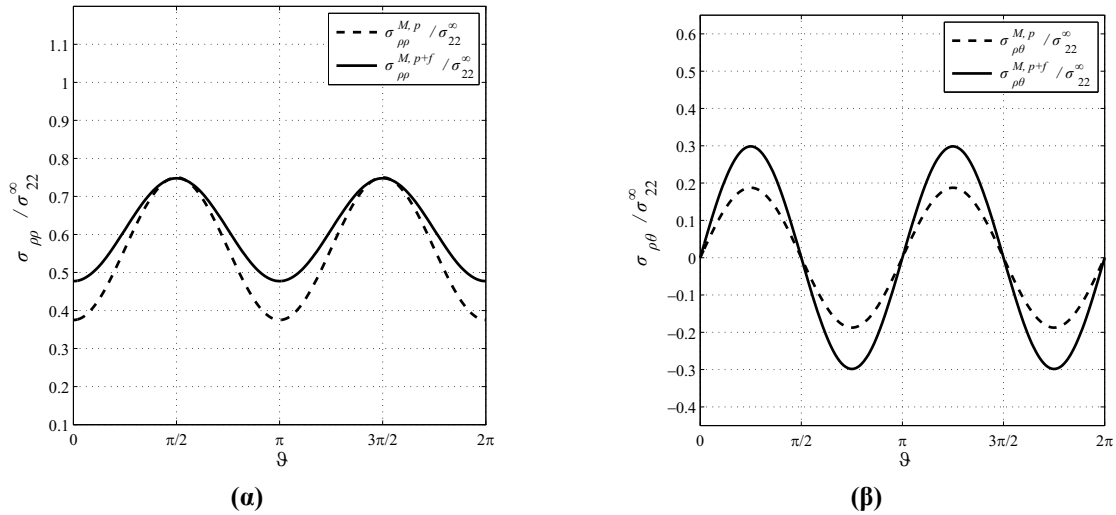 1.1
1
0.9
0.8
0.7
0.6
0.5
0.4
0.3
0.2
0.1
0 π/2 π 3π/2 2π
ϑ
σ ρρ / σ ∞ 22
σ ρρ M, p / σ ∞ 22
σ ρρ M, p+f / σ ∞ 22
(α)
0.6
0.5
0.4
0.3
0.2
0.1
0
−0.1
−0.2
−0.3
−0.4
0 π/2 π 3π/2 2π
ϑ
σ ρθ / σ ∞ 22
σ ρθ M, p / σ ∞ 22
σ ρθ M, p+f / σ ∞ 22
(β)